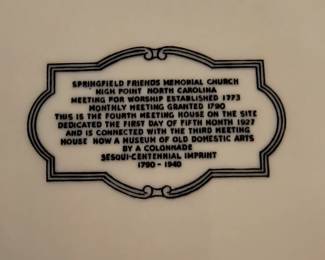 SPRINGFIELD FRIENDS MEMORIAL CHURCH
HIGH POINT NORTH CAROLINA
MEETING FOR WORSHIP ESTABLISHED 1773
MONTHLY MEETING GRANTED 1790
THIS IS THE FOURTH MEETING HOUSE ON THE SITE
DEDICATED THE FIRST DAY OF FIFTH MONTH 1927
AND IS CONNECTED WITH THE THIRD MEETING
HOUSE NOW A MUSEUM OF OLD DOMESTIC ARTS
BY A COLONNADE
SESQUI-CENTENNIAL IMPRINT
1790 - 1940